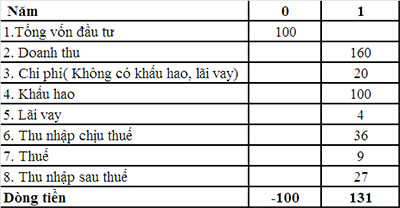 Năm 0 1
1.Tổng vốn đầu tư 100
2. Doanh thu 160
3. Chi phí( Không có khấu hao, lãi vay) 20
4. Khấu hao 100
5. Lãi vay 4
6. Thu nhập chịu thuế 36
7. Thuế 9
8. Thu nhập sau thuế 27
Dòng tiền -100 131